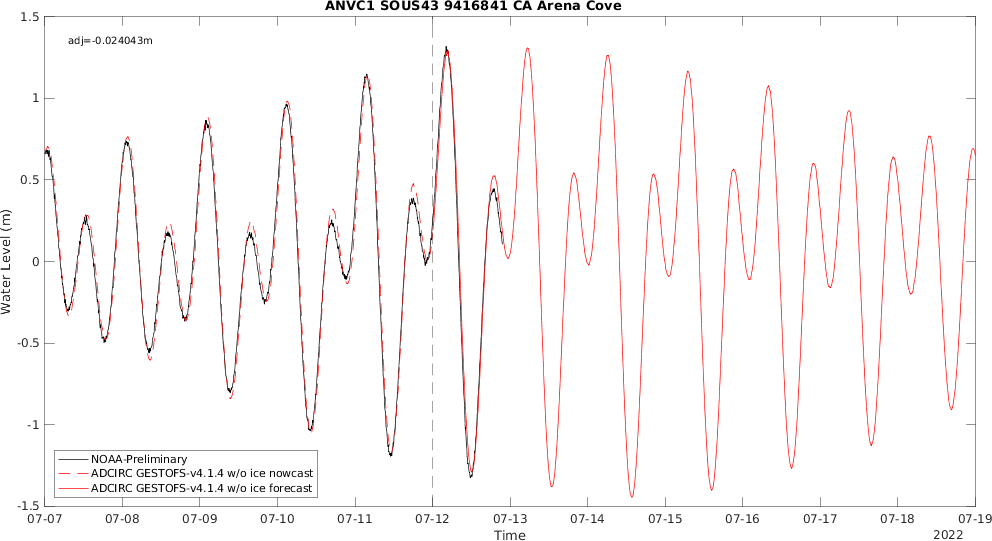 ANVC1 SOUS43 9416841 CA Arena Cove
adj=-0.024043m
1.5
1
0.5
0
-0.5
-1
-1.5
Water Level (m)
NOAA-Preliminary
ADCIRC GESTOFS-v4.1.4 w/o ice nowcast
ADCIRC GESTOFS-v4.1.4 w/o ice forecast
07-07 07-08 07-09 07-10 07-11 07-12 07-13 07-14 07-15 07-16 07-17 07-18 07-19
Time
2022